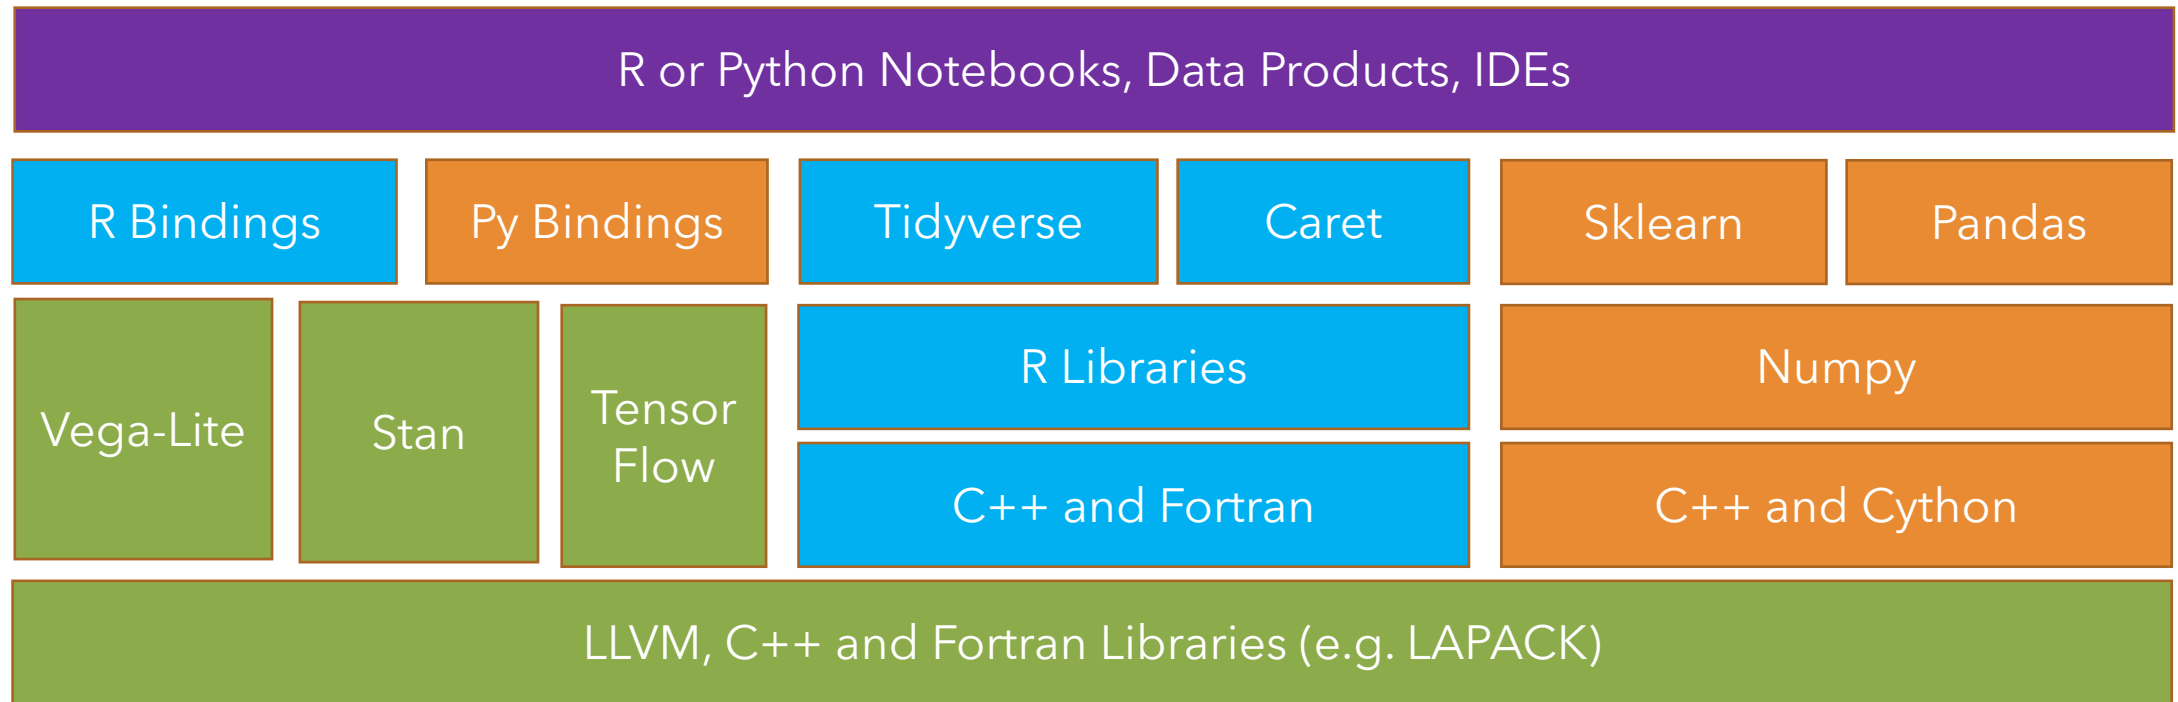 R or Python Notebooks, Data Products, IDEs
R Bindings
Py Bindings
Tidyverse
Caret
Sklearn
Pandas
Vega-Lite
Stan
Tensor
Flow
R Libraries
Numpy
C++ and Fortran
C++ and Cython
LLVM, C++ and Fortran Libraries (e.g. LAPACK)